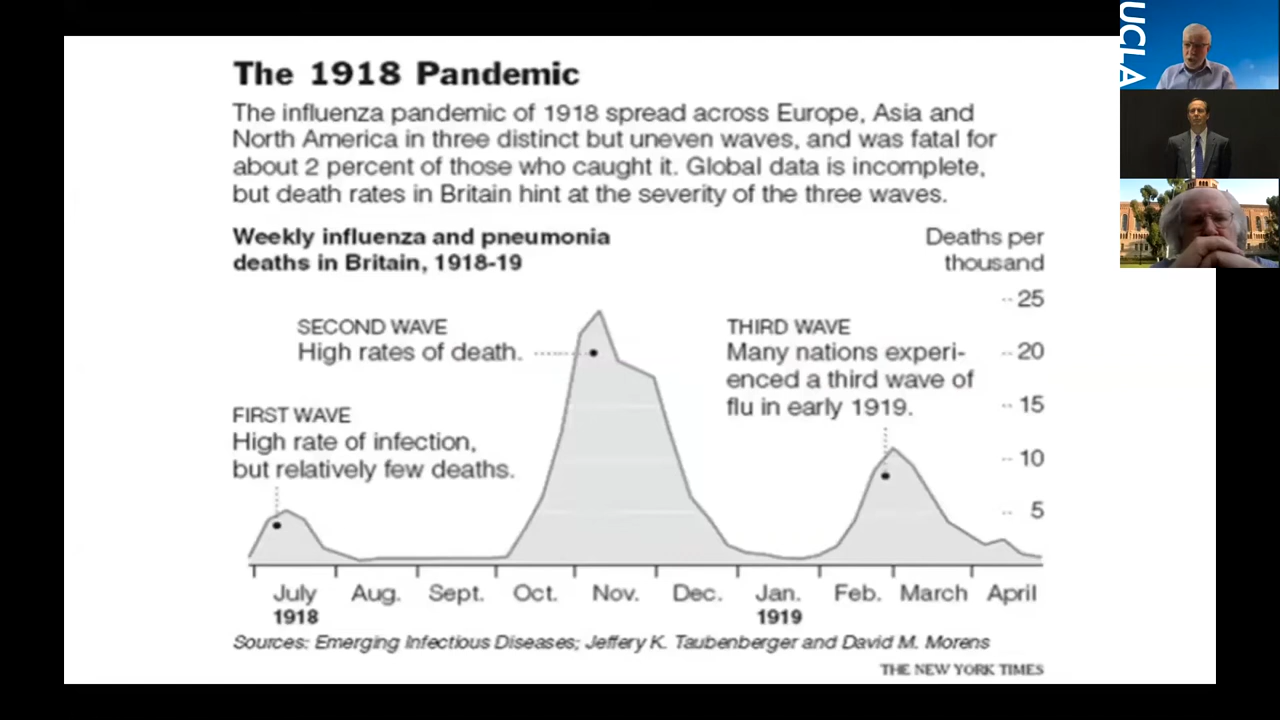 The 1918 Pandemic
The influenza pandemic of 1918 spread across Europe, Asia and
North America in three distinct but uneven waves, and was fatal for
about 2 percent of those who caught it. Global data is incomplete,
but death rates in Britain hint at the severity of the three waves.
Weekly influenza and pneumonia
deaths in Britain, 1918-19
Deaths per
thousand
25
20
15
10
5
SECOND WAVE
High rates of death.
THIRD WAVE
Many nations experi-
enced a third wave of
flu in early 1919.
FIRST WAVE
High rate of infection,
but relatively few deaths.
July Aug. Sept. Oct. Nov. Dec. Jan. Feb. March April
1918 1919
Sources: Emerging Infectious Diseases; Jeffery K. Taubenberger and David M. Morens
THE NEW YORK TIMES
UCLA